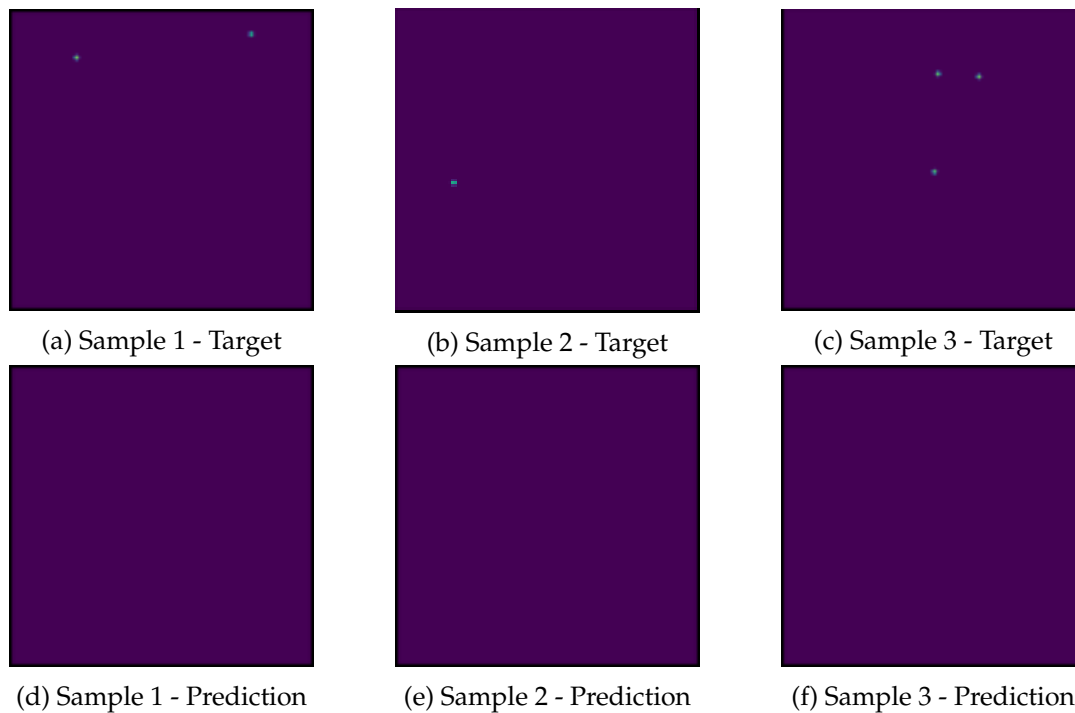 (a) Sample 1 - Target
(b) Sample 2 - Target
(c) Sample 3 - Target
(d) Sample 1 - Prediction
(e) Sample 2 - Prediction
(f) Sample 3 - Prediction